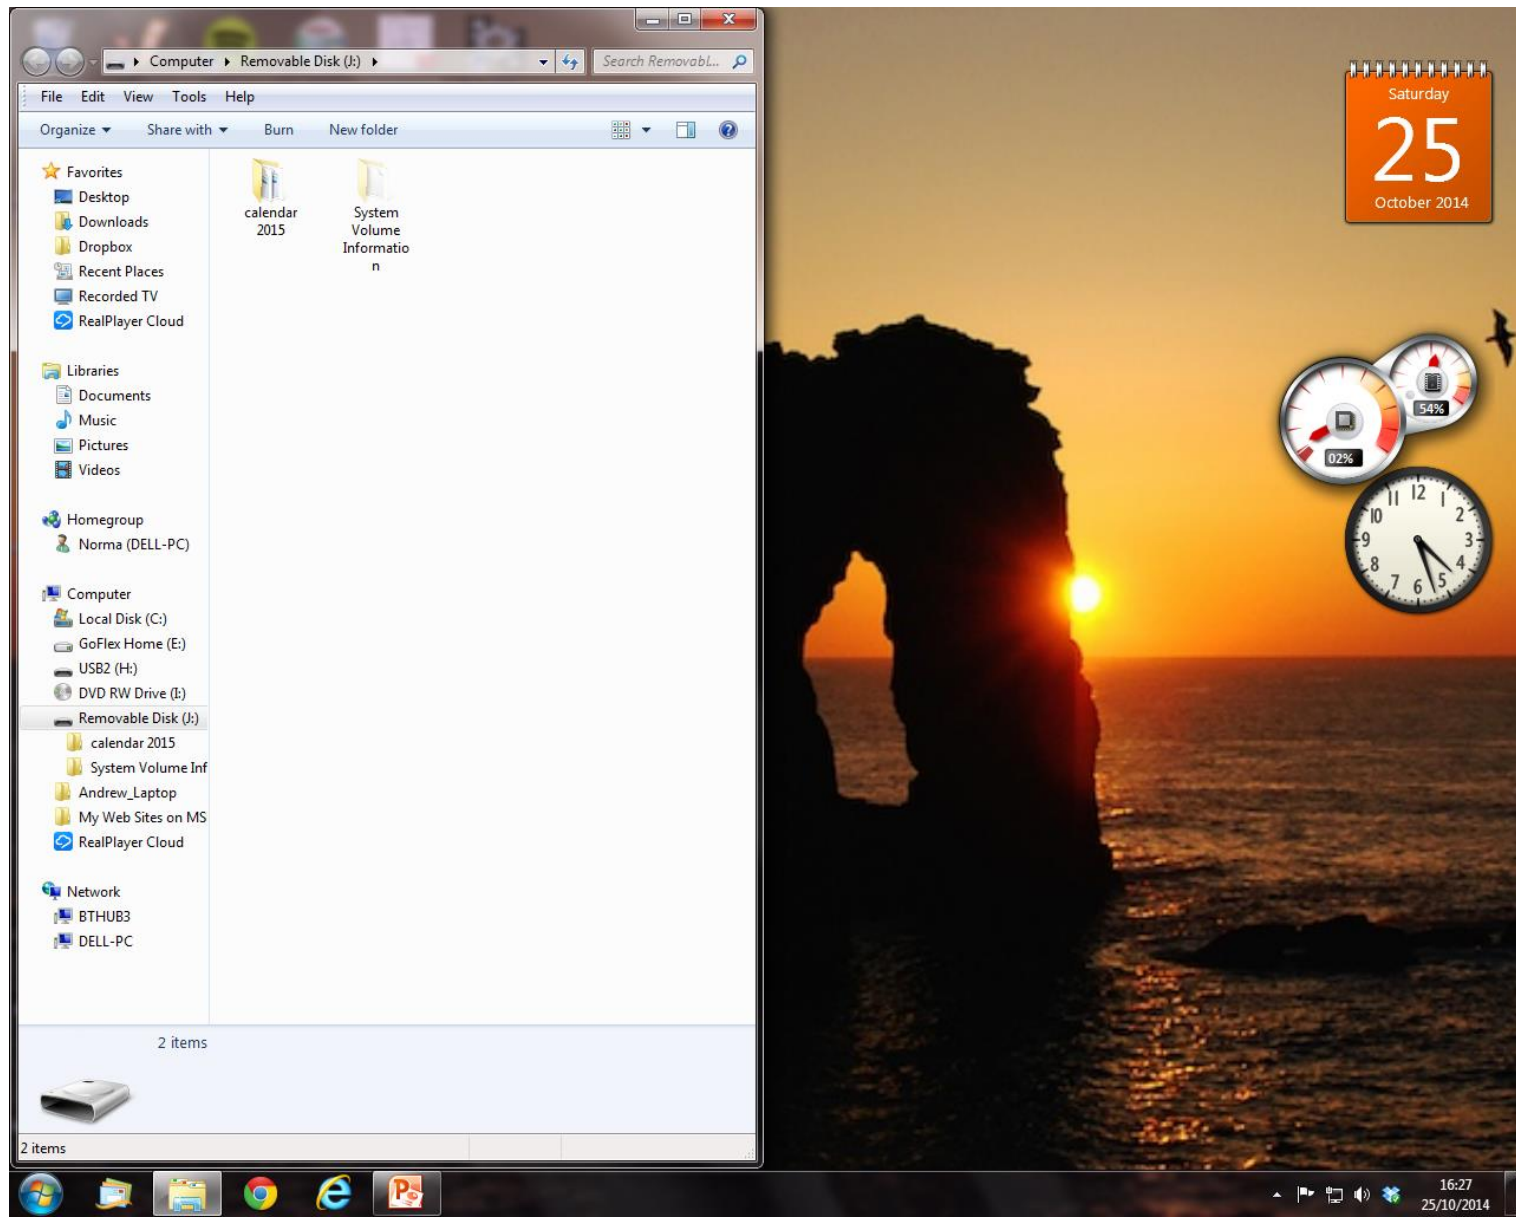 Computer
Removable Disk (J:)
Search Removabl...
File Edit View Tools Help
Organize Share with Burn New folder
Favorites
Desktop
Downloads
Dropbox
Recent Places
Recorded TV
RealPlayer Cloud
Libraries
Documents
Music
Pictures
Videos
Homegroup
Norma (DELL-PC)
Computer
Local Disk (C:)
GoFlex Home (E:)
USB2 (H:)
DVD RW Drive (I:)
Removable Disk (J:)
calendar 2015
System Volume Inf
Andrew_Laptop
My Web Sites on MS
RealPlayer Cloud
Network
BTHUB3
DELL-PC
calendar
2015
System
Volume
Informatio
n
2 items
2 items
Saturday
25
October 2014
54%
02%
12
1
2
3
4
5
6
7
8
9
10
11
16:27
25/10/2014